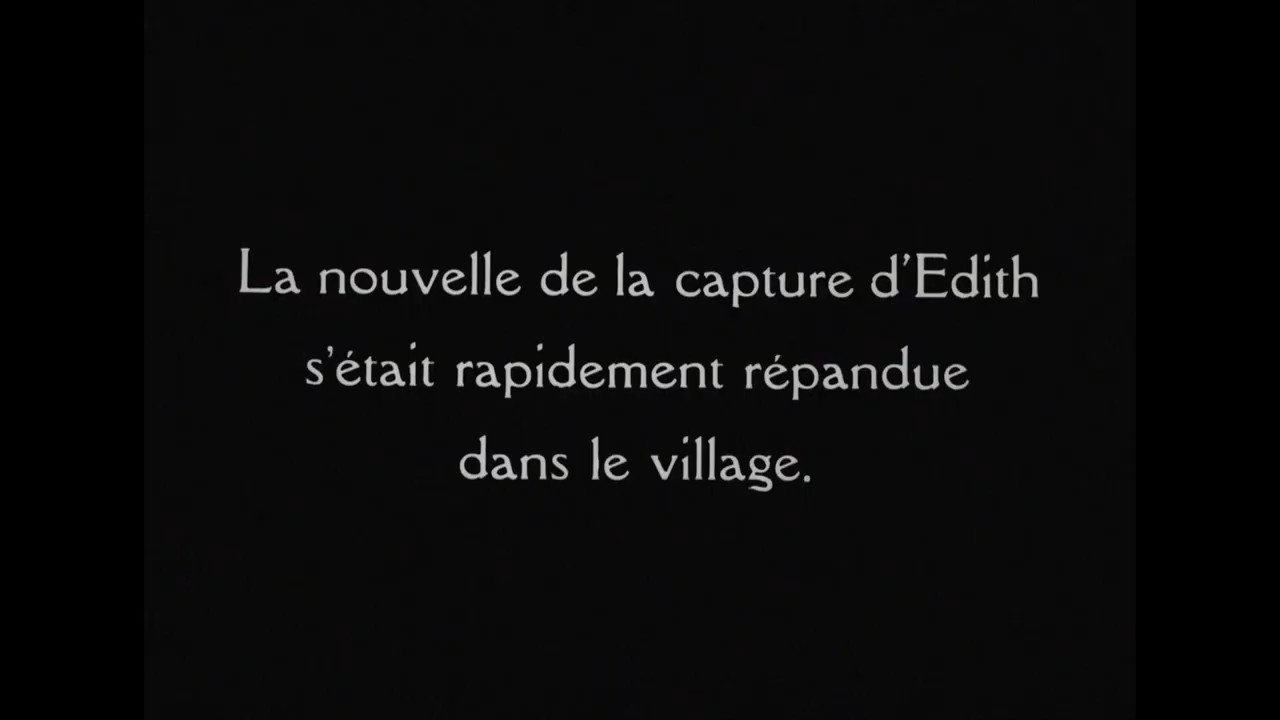 La nouvelle de la capture d'Edith
s'était rapidement répandue
dans le village.